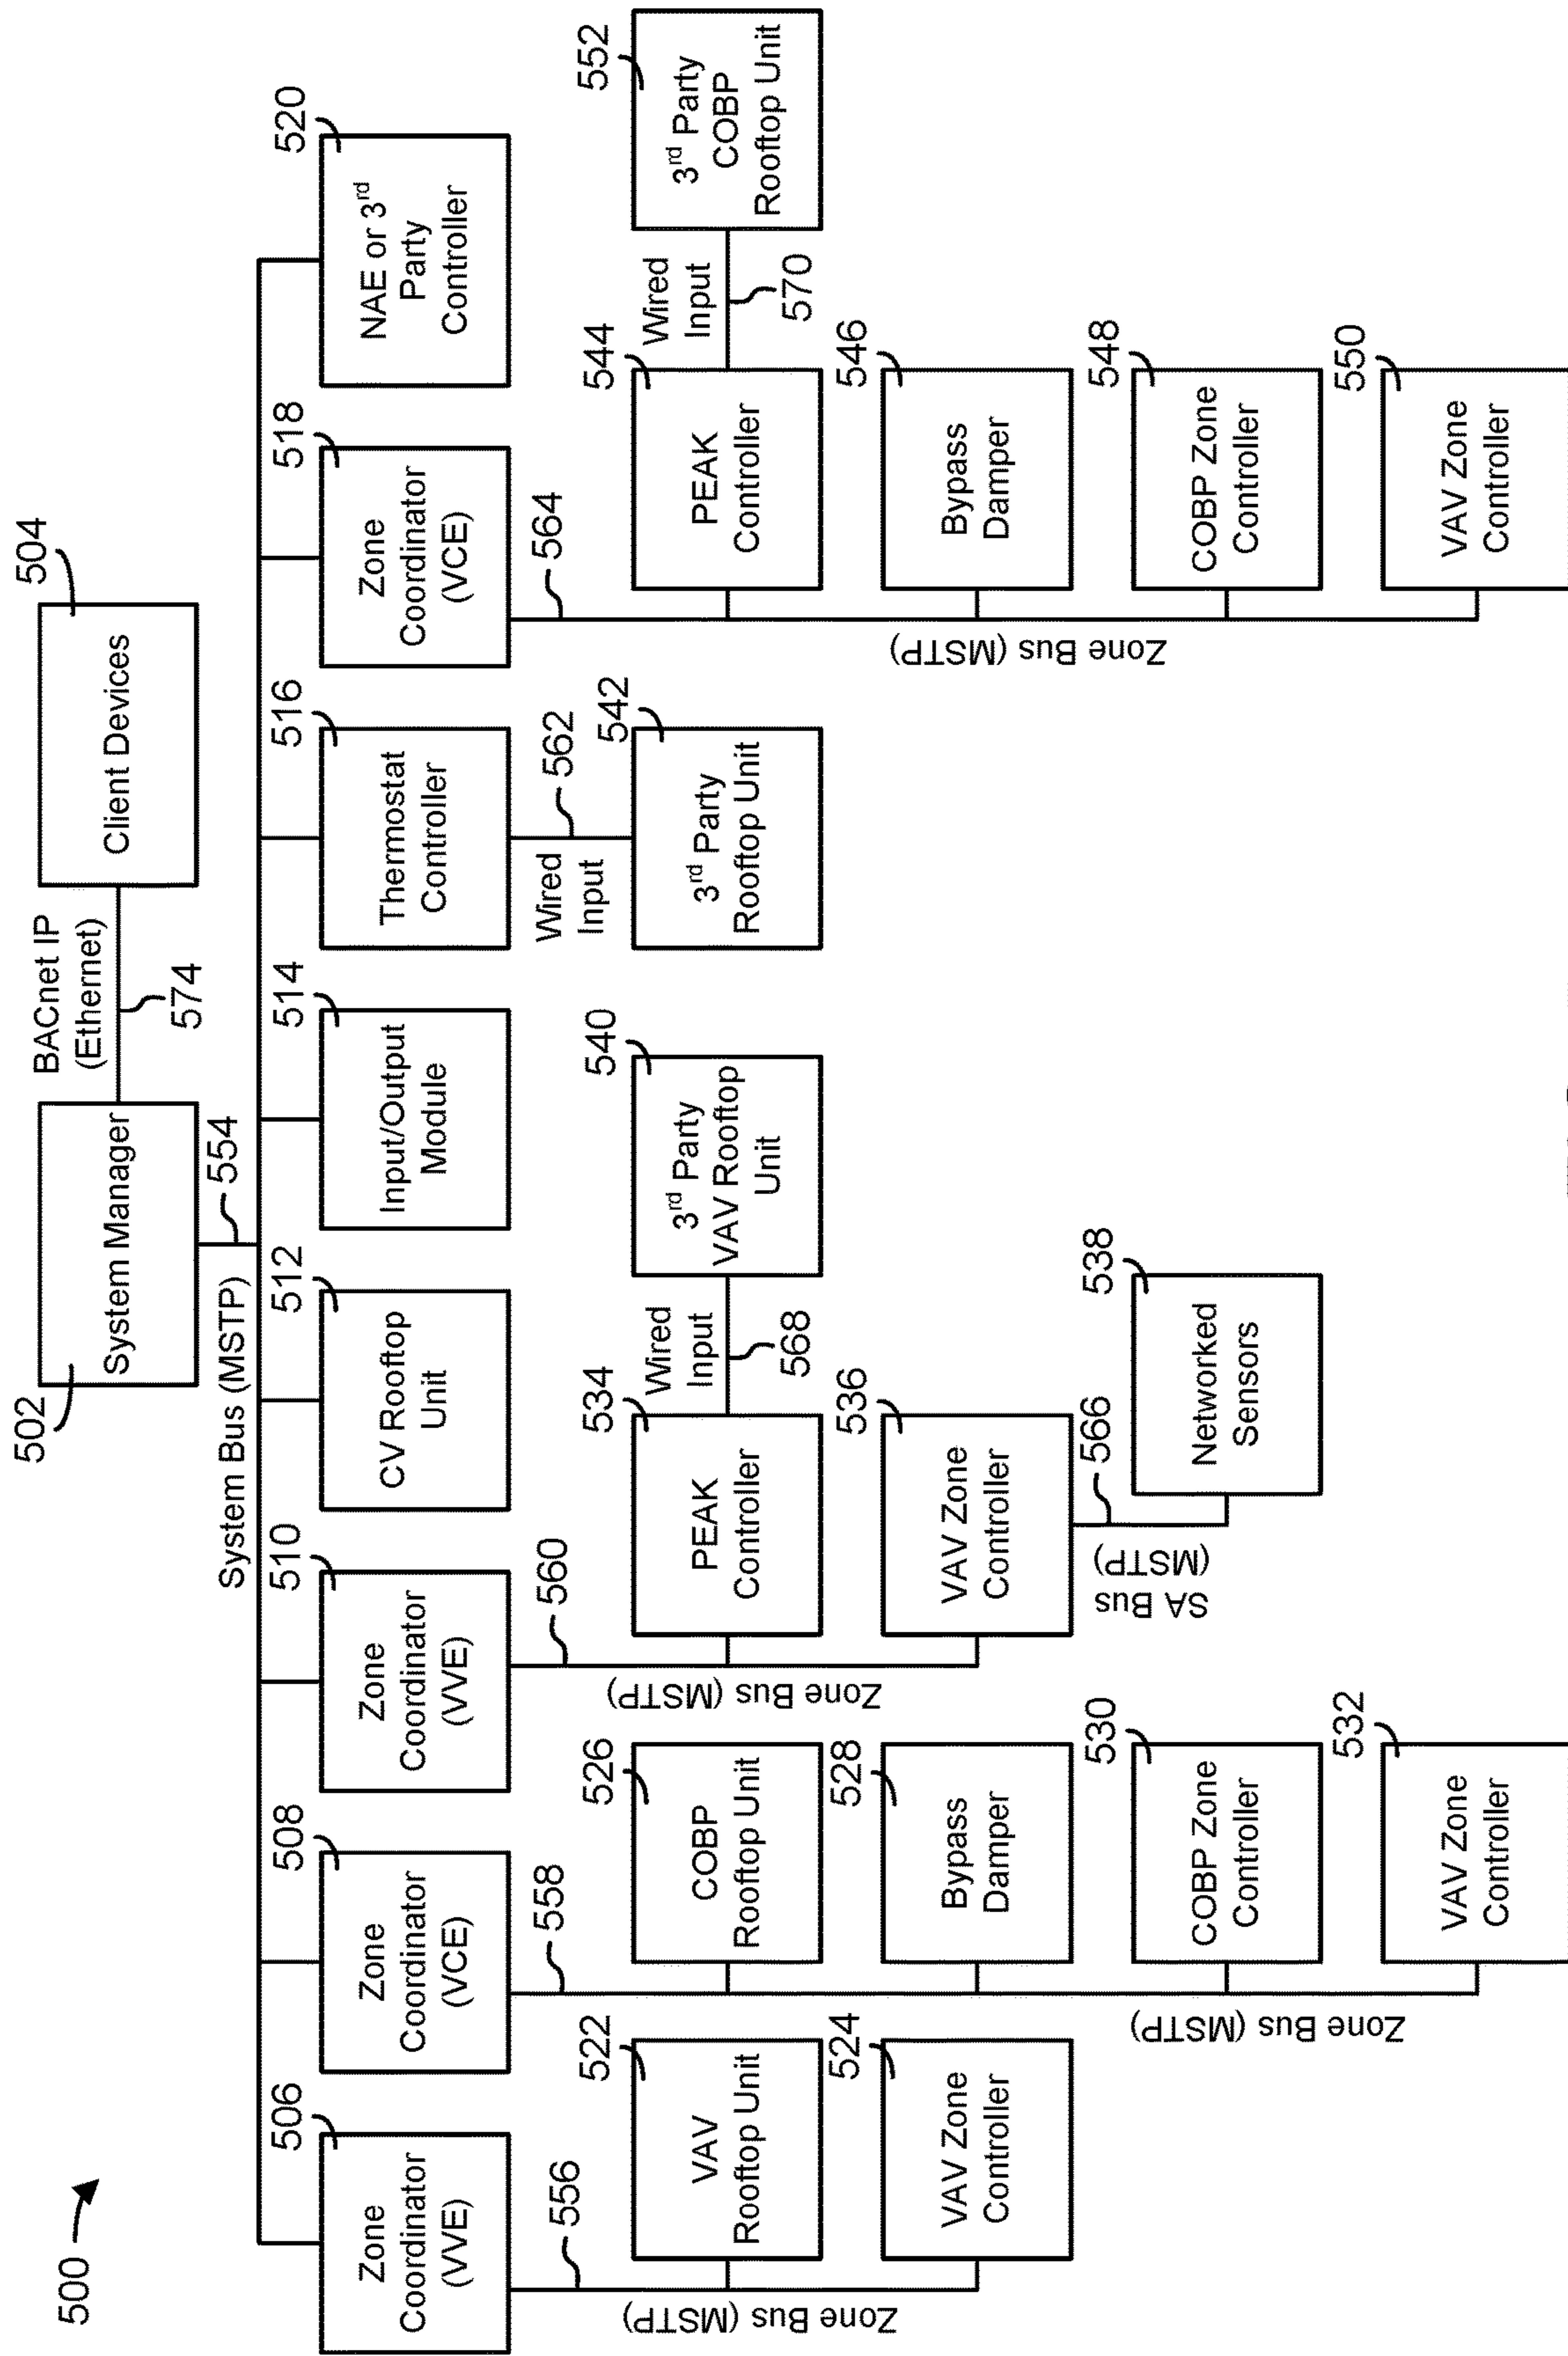 500
502
System Manager
BACnet IP
(Ethernet)
574
504
Client Devices
System Bus (MSTP)
554
506
Zone
Coordinator
(VVE)
508
Zone
Coordinator
(VCE)
510
Zone
Coordinator
(VVE)
512
CV Rooftop
Unit
514
Input/Output
Module
516
Thermostat
Controller
518
Zone
Coordinator
(VCE)
520
NAE or 3rd
Party
Controller
556
Zone Bus (MSTP)
522
VAV
Rooftop Unit
524
VAV Zone
Controller
558
Zone Bus (MSTP)
526
COBP
Rooftop Unit
528
Bypass
Damper
530
COBP Zone
Controller
532
VAV Zone
Controller
560
Zone Bus (MSTP)
534
PEAK
Controller
Wired
Input
568
540
3rd Party
VAV Rooftop
Unit
536
VAV Zone
Controller
566
SA Bus
(MSTP)
538
Networked
Sensors
562
Wired
Input
542
3rd Party
Rooftop Unit
564
Zone Bus (MSTP)
544
PEAK
Controller
Wired
Input
570
552
3rd Party
COBP
Rooftop Unit
546
Bypass
Damper
548
COBP Zone
Controller
550
VAV Zone
Controller